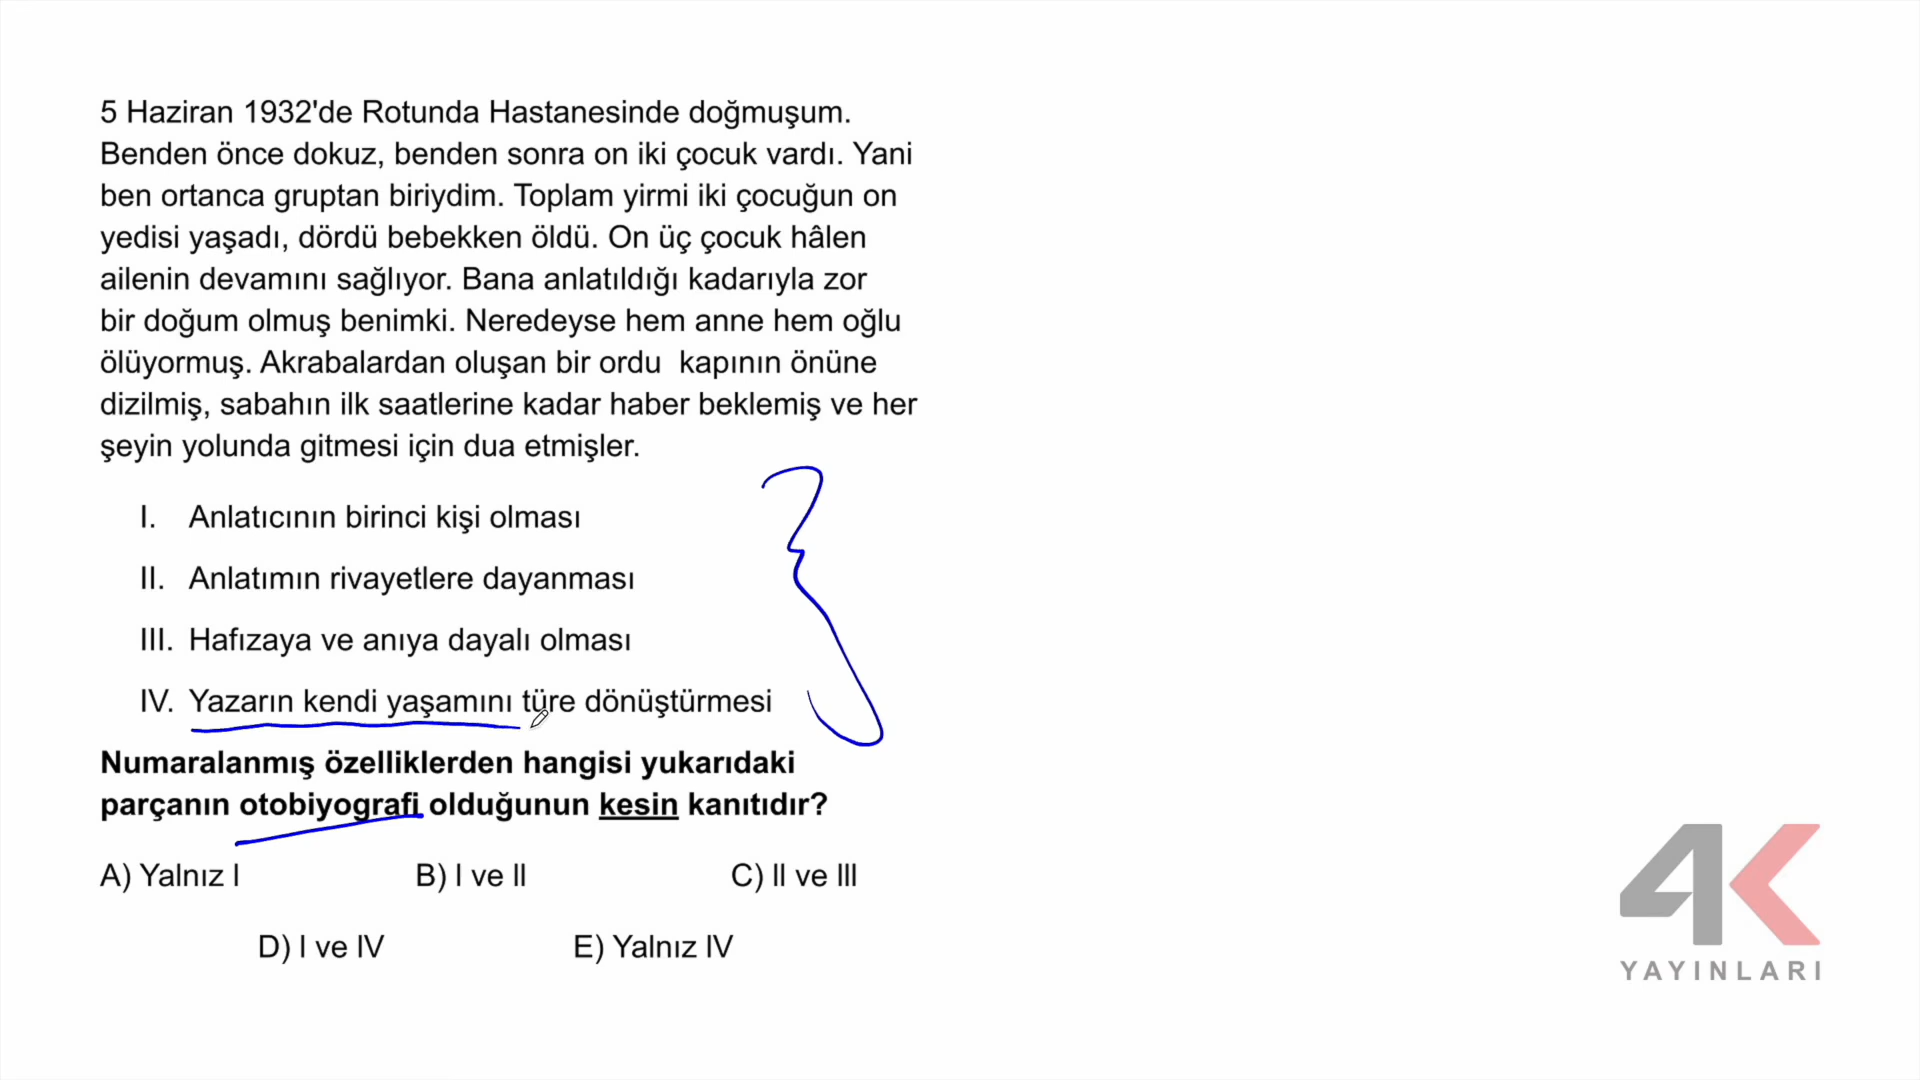 5 Haziran 1932'de Rotunda Hastanesinde doğmuşum.
Benden önce dokuz, benden sonra on iki çocuk vardı. Yani
ben ortanca gruptan biriydim. Toplam yirmi iki çocuğun on
yedisi yaşadı, dördü bebekken öldü. On üç çocuk hâlen
ailenin devamını sağlıyor. Bana anlatıldığı kadarıyla zor
bir doğum olmuş benimki. Neredeyse hem anne hem oğlu
ölüyormuş. Akrabalardan oluşan bir ordu kapının önüne
dizilmiş, sabahın ilk saatlerine kadar haber beklemiş ve her
şeyin yolunda gitmesi için dua etmişler.
I. Anlatıcının birinci kişi olması
II. Anlatımın rivayetlere dayanması
III. Hafızaya ve anıya dayalı olması
IV. Yazarın kendi yaşamını türe dönüştürmesi
Numaralanmış özelliklerden hangisi yukarıdaki
parçanın otobiyografi olduğunun kesin kanıtıdır?
A) Yalnız I B) I ve II C) II ve III
D) I ve IV E) Yalnız IV
4K
YAYINLARI